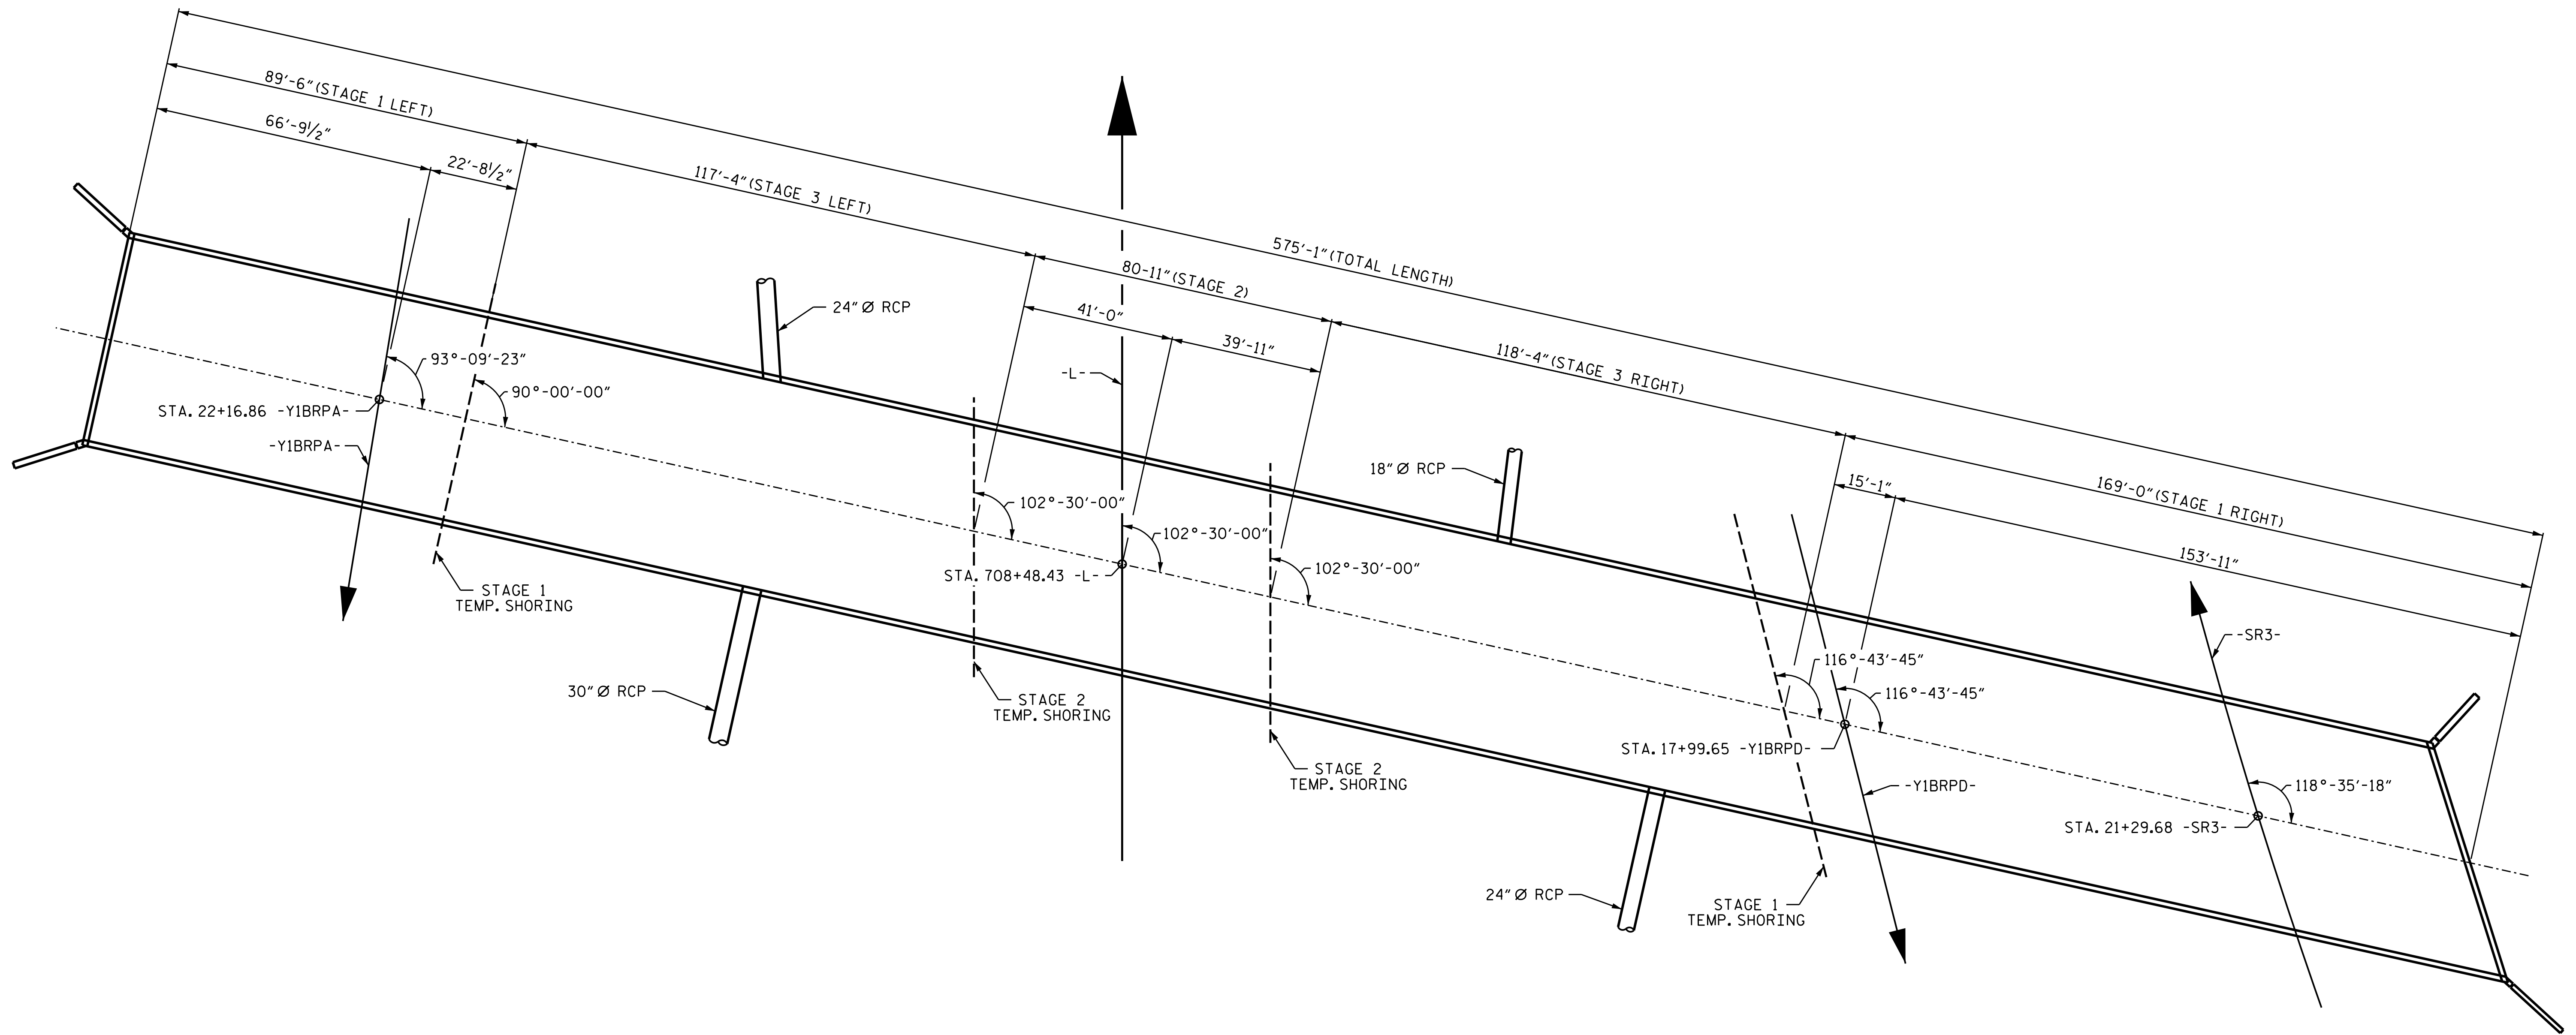 89'-6" (STAGE 1 LEFT)
66'-9½"
22'-8½"
117'-4" (STAGE 3 LEFT)
575'-1" (TOTAL LENGTH)
80-11" (STAGE 2)
41'-0"
39'-11"
118'-4" (STAGE 3 RIGHT)
169'-0" (STAGE 1 RIGHT)
15'-1"
153'-11"
24" Ø RCP
93°-09'-23"
90°-00'-00"
STA. 22+16.86 -Y1BRPA-
-Y1BRPA-
-L-
18" Ø RCP
102°-30'-00"
102°-30'-00"
102°-30'-00"
STA. 708+48.43 -L-
STAGE 1
TEMP. SHORING
30" Ø RCP
STAGE 2
TEMP. SHORING
STAGE 2
TEMP. SHORING
-SR3-
116°-43'-45"
116°-43'-45"
STA. 17+99.65 -Y1BRPD-
-Y1BRPD-
118°-35'-18"
STA. 21+29.68 -SR3-
24" Ø RCP
STAGE 1
TEMP. SHORING